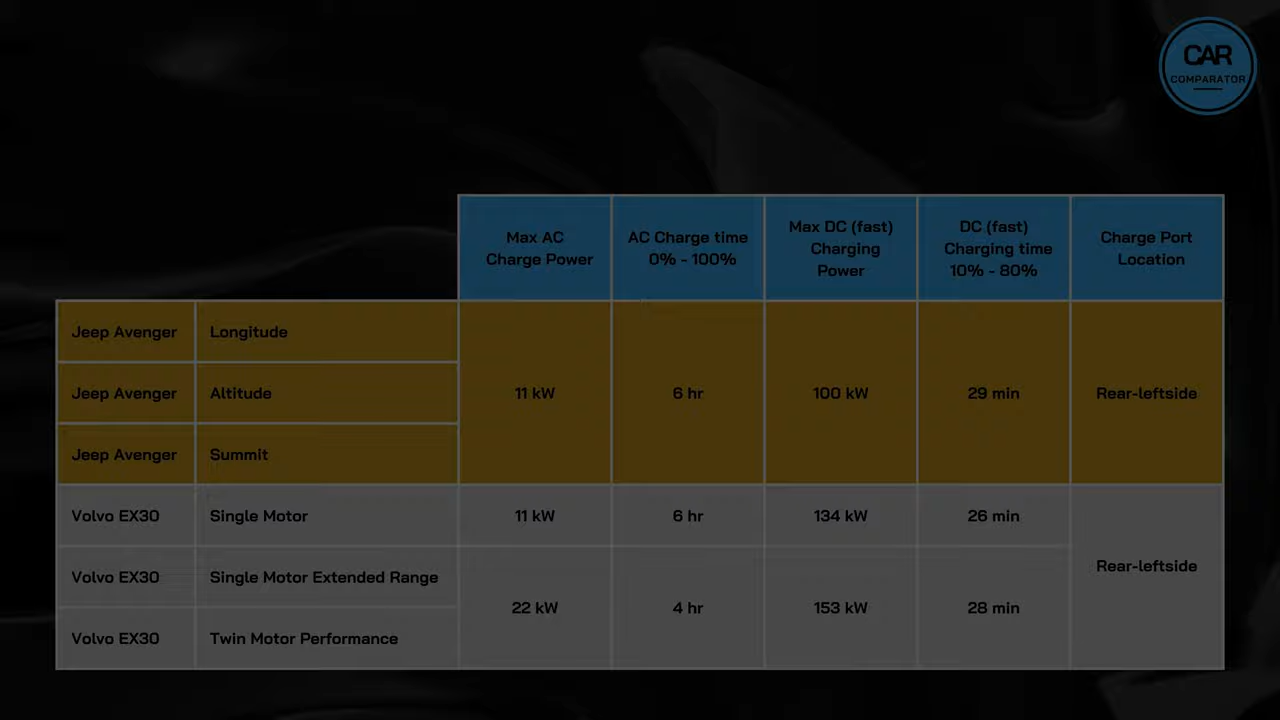 CAR
COMPARATOR
Max AC
Charge Power
AC Charge time
0% - 100%
Max DC (fast)
Charging
Power
DC (fast)
Charging time
10% - 80%
Charge Port
Location
Jeep Avenger
Longitude
Jeep Avenger
Altitude
11 kW
6 hr
100 kW
29 min
Rear-leftside
Jeep Avenger
Summit
Volvo EX30
Single Motor
11 kW
6 hr
134 kW
26 min
Rear-leftside
Volvo EX30
Single Motor Extended Range
22 kW
4 hr
153 kW
28 min
Volvo EX30
Twin Motor Performance